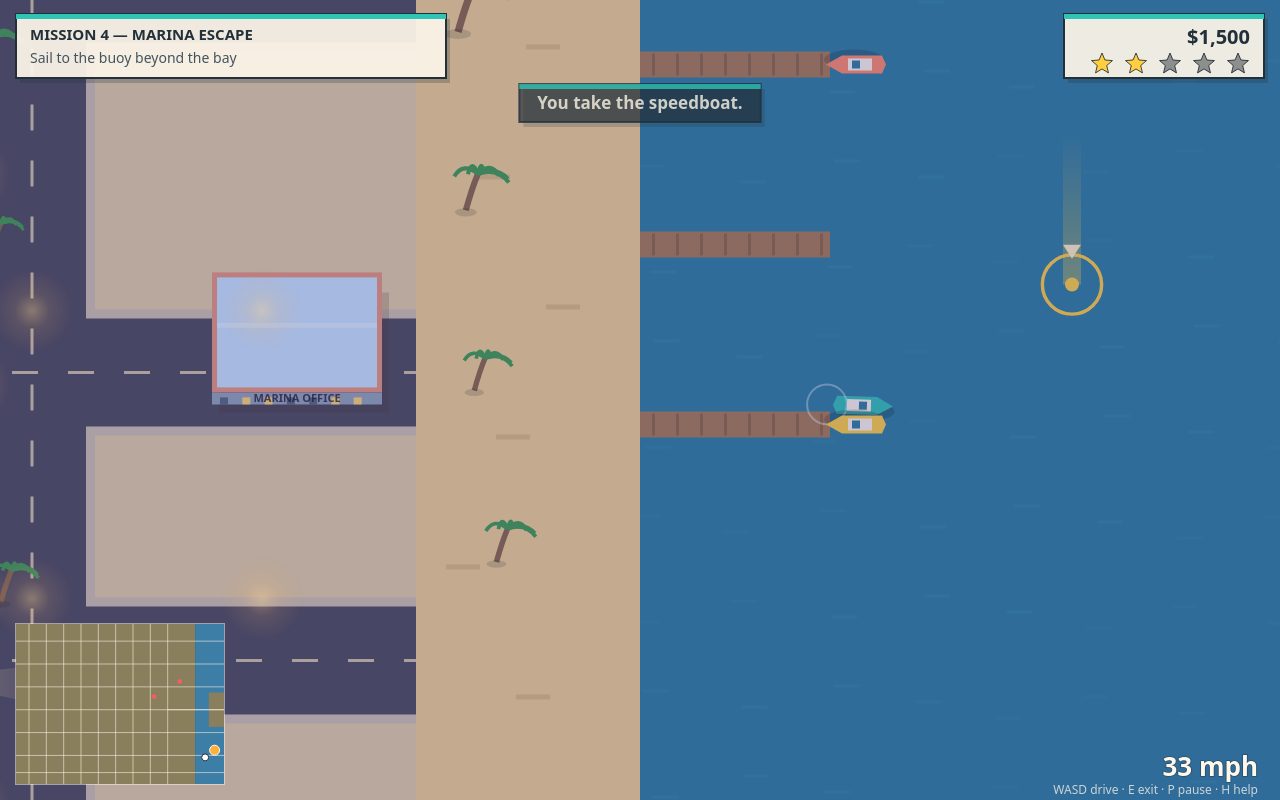 MISSION 4 — MARINA ESCAPE
Sail to the buoy beyond the bay
$1,500
You take the speedboat.
MARINA OFFICE
33 mph
WASD drive · E exit · P pause · H help